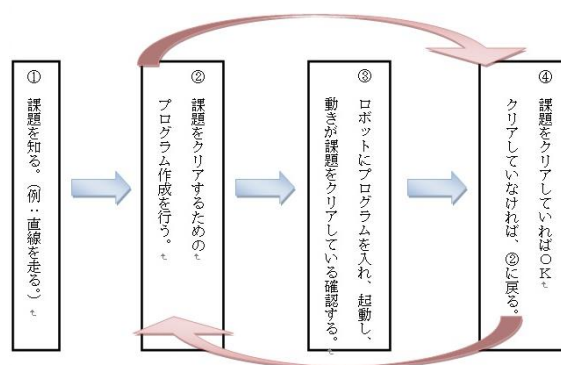 ① 課題を知る。(例：直線を走る。)
② 課題をクリアするための
プログラム作成を行う。
③ ロボットにプログラムを入れ、起動し、
動きが課題をクリアしている確認する。
④ 課題をクリアしていればＯＫ
クリアしていなければ、②に戻る。